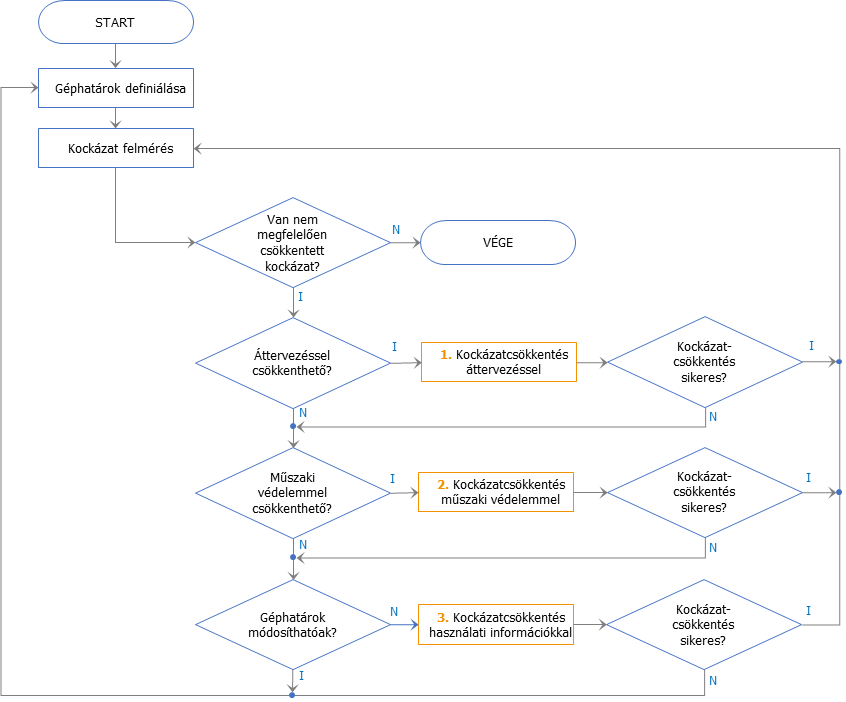 START
Géphatárok definiálása
Kockázat felmérés
Van nem
megfelelően
csökkentett
kockázat?
N
VÉGE
I
Áttervezéssel
csökkenthető?
I
1. Kockázatcsökkentés
áttervezéssel
Kockázat-
csökkentés
sikeres?
I
N
N
Műszaki
védelemmel
csökkenthető?
I
2. Kockázatcsökkentés
műszaki védelemmel
Kockázat-
csökkentés
sikeres?
I
N
N
Géphatárok
módosíthatóak?
N
3. Kockázatcsökkentés
használati információkkal
Kockázat-
csökkentés
sikeres?
I
I
N